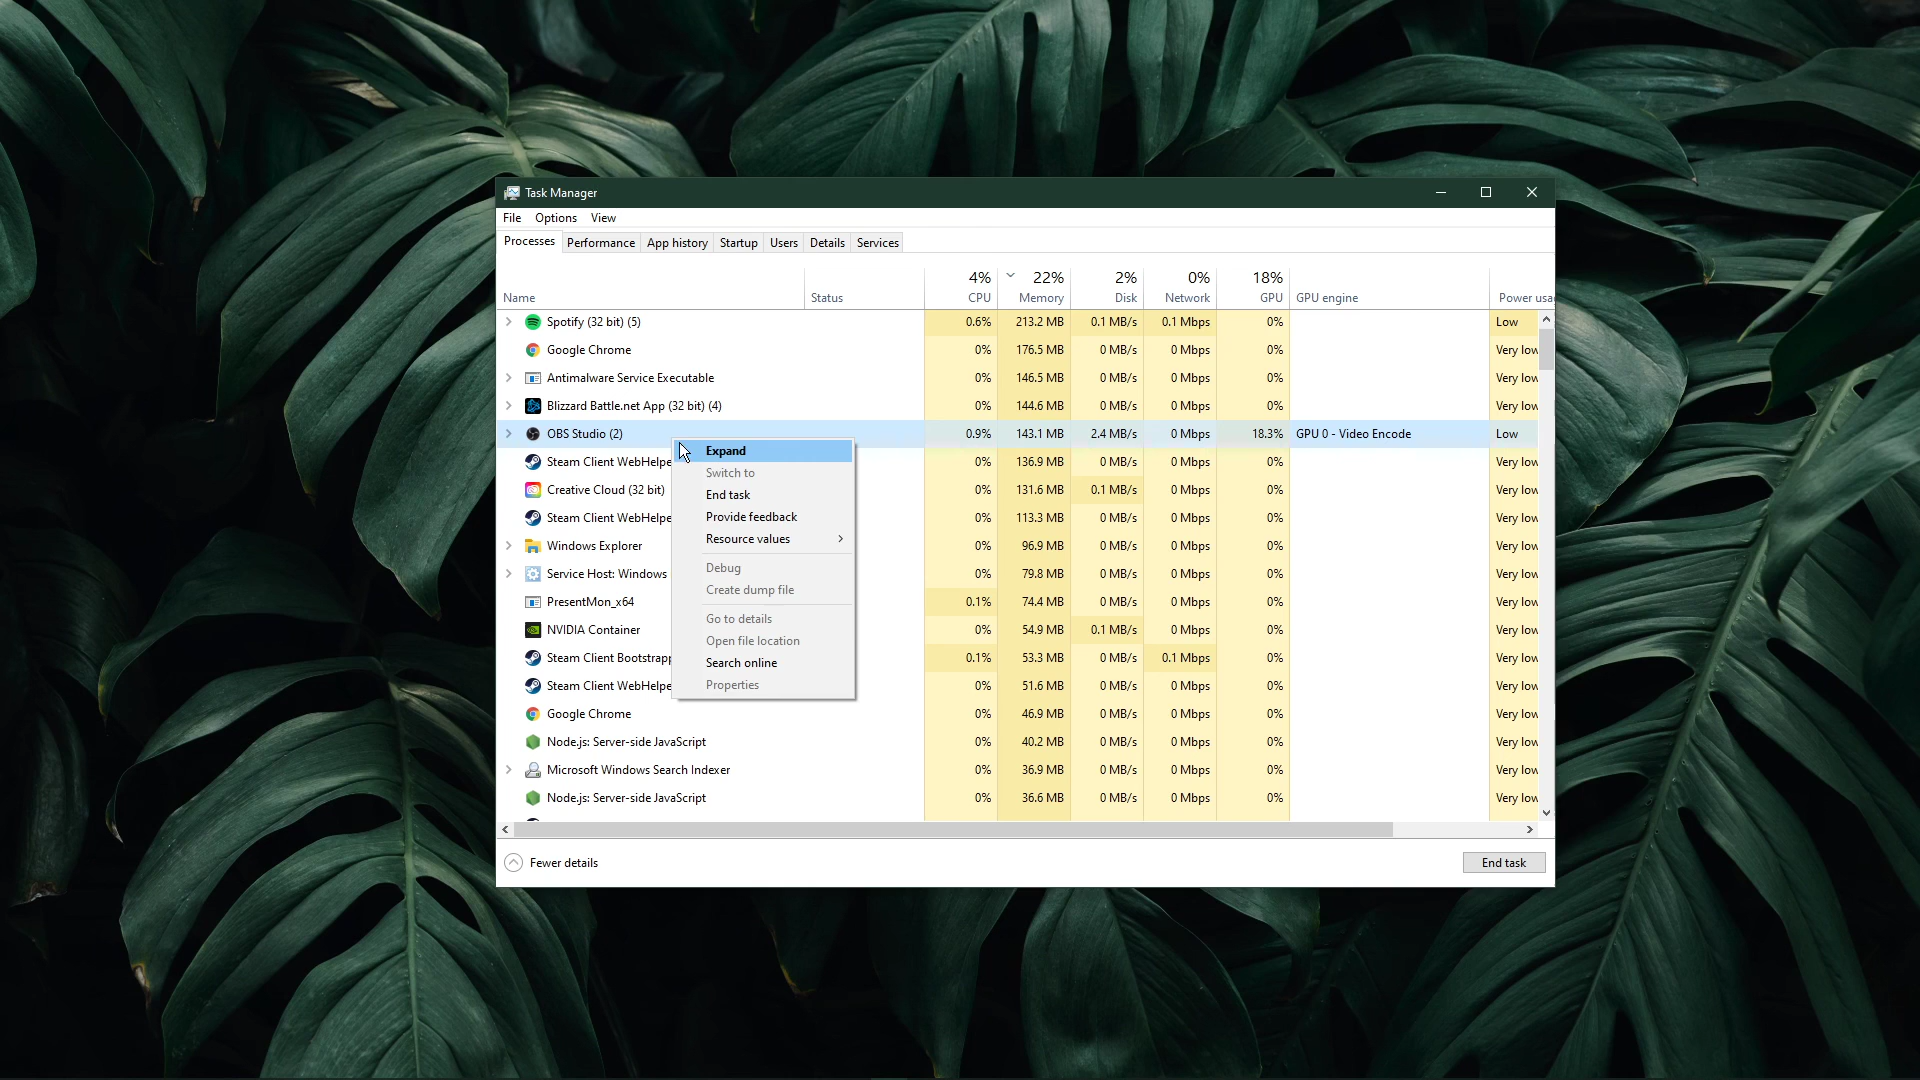 Task Manager
File Options View
Processes Performance App history Startup Users Details Services
4% 22% 2% 0% 18%
Name Status CPU Memory Disk Network GPU GPU engine Power usa
Spotify (32 bit) (5) 0.6% 213.2 MB 0.1 MB/s 0.1 Mbps 0% Low
Google Chrome 0% 176.5 MB 0 MB/s 0 Mbps 0% Very low
Antimalware Service Executable 0% 146.5 MB 0 MB/s 0 Mbps 0% Very low
Blizzard Battle.net App (32 bit) (4) 0% 144.6 MB 0 MB/s 0 Mbps 0% Very low
OBS Studio (2) 0.9% 143.1 MB 2.4 MB/s 0 Mbps 18.3% GPU 0 - Video Encode Low
Steam Client WebHelpe 0% 136.9 MB 0 MB/s 0 Mbps 0% Very low
Creative Cloud (32 bit) 0% 131.6 MB 0.1 MB/s 0 Mbps 0% Very low
Steam Client WebHelpe 0% 113.3 MB 0 MB/s 0 Mbps 0% Very low
Windows Explorer 0% 96.9 MB 0 MB/s 0 Mbps 0% Very low
Service Host: Windows 0% 79.8 MB 0 MB/s 0 Mbps 0% Very low
PresentMon_x64 0.1% 74.4 MB 0 MB/s 0 Mbps 0% Very low
NVIDIA Container 0% 54.9 MB 0.1 MB/s 0 Mbps 0% Very low
Steam Client Bootstrapp 0.1% 53.3 MB 0 MB/s 0.1 Mbps 0% Very low
Steam Client WebHelpe 0% 51.6 MB 0 MB/s 0 Mbps 0% Very low
Google Chrome 0% 46.9 MB 0 MB/s 0 Mbps 0% Very low
Node.js: Server-side JavaScript 0% 40.2 MB 0 MB/s 0 Mbps 0% Very low
Microsoft Windows Search Indexer 0% 36.9 MB 0 MB/s 0 Mbps 0% Very low
Node.js: Server-side JavaScript 0% 36.6 MB 0 MB/s 0 Mbps 0% Very low
Expand
Switch to
End task
Provide feedback
Resource values
Debug
Create dump file
Go to details
Open file location
Search online
Properties
Fewer details End task